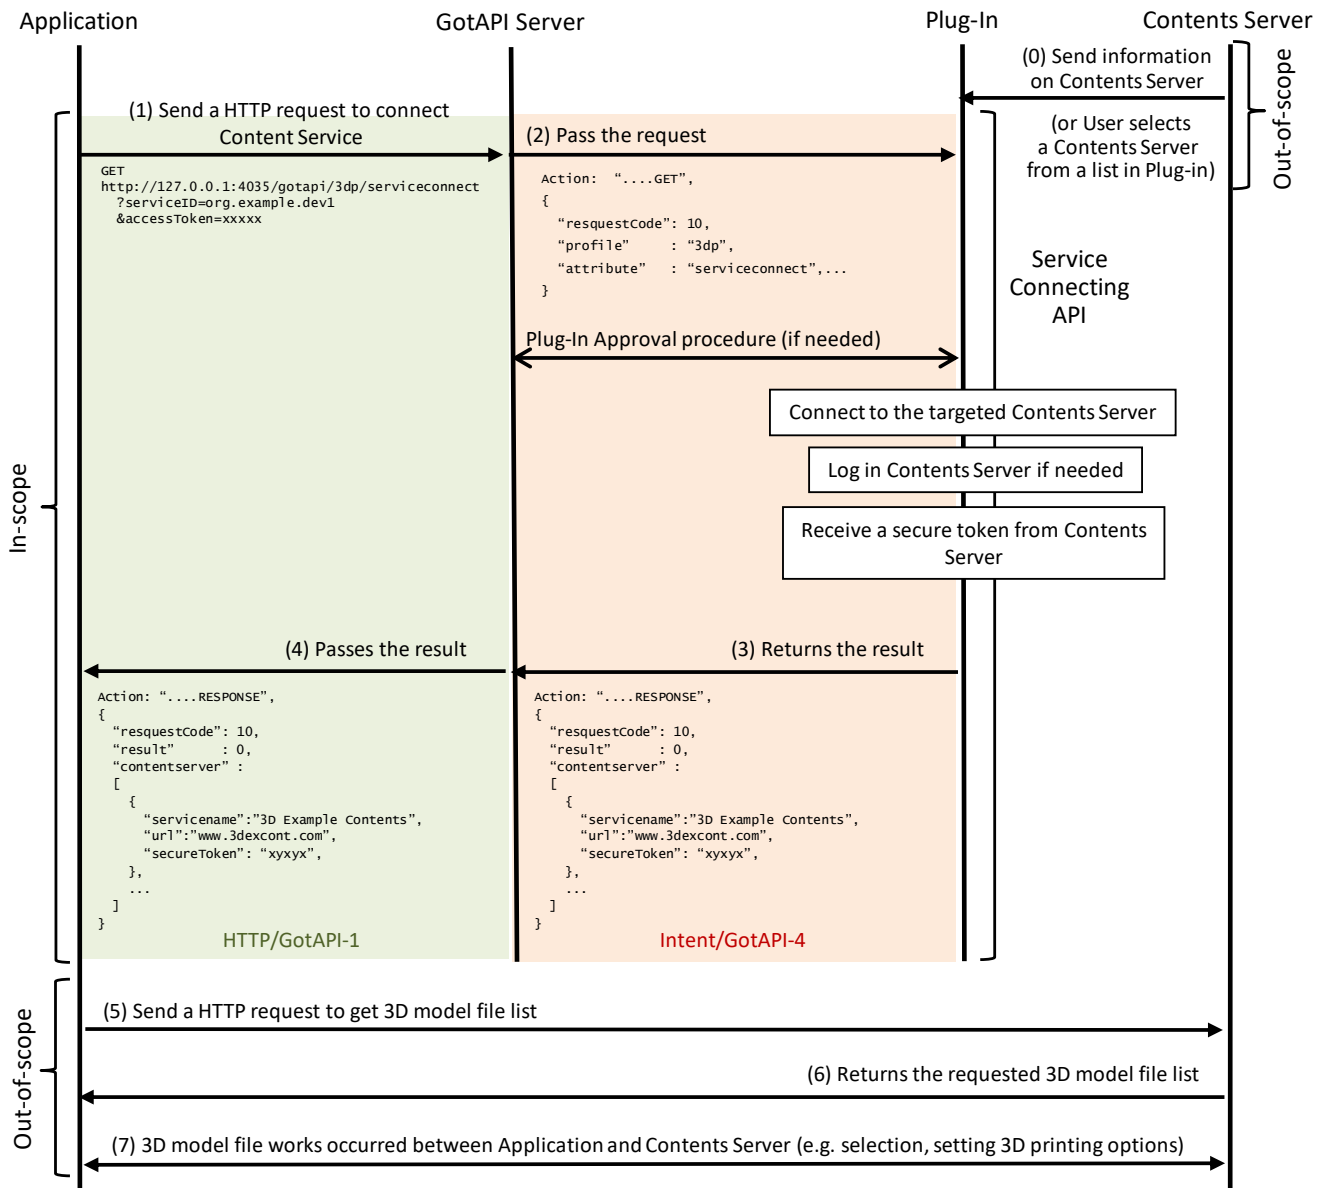 Application
GotAPI Server
Plug-In
Contents Server
(0) Send information
on Contents Server
(or User selects
a Contents Server
from a list in Plug-in)
Out-of-scope
(1) Send a HTTP request to connect
Content Service
GET
http://127.0.0.1:4035/gotapi/3dp/serviceconnect
?serviceID=org.example.dev1
&accessToken=xxxxx
(2) Pass the request
Action: “....GET”,
{
“resquestCode”: 10,
“profile” : “3dp”,
“attribute” : “serviceconnect”,...
}
Service
Connecting
API
Plug-In Approval procedure (if needed)
Connect to the targeted Contents Server
Log in Contents Server if needed
Receive a secure token from Contents
Server
In-scope
(4) Passes the result
Action: “....RESPONSE”,
{
“resquestCode”: 10,
“result” : 0,
“contentserver” :
[
{
“servicename”:"3D Example Contents”,
“url”:"www.3dexcont.com”,
“secureToken”: “xyxyx”,
},
...
]
}
HTTP/GotAPI-1
(3) Returns the result
Action: “....RESPONSE”,
{
“resquestCode”: 10,
“result” : 0,
“contentserver” :
[
{
“servicename”:"3D Example Contents”,
“url”:"www.3dexcont.com”,
“secureToken”: “xyxyx”,
},
...
]
}
Intent/GotAPI-4
Out-of-scope
(5) Send a HTTP request to get 3D model file list
(6) Returns the requested 3D model file list
(7) 3D model file works occurred between Application and Contents Server (e.g. selection, setting 3D printing options)